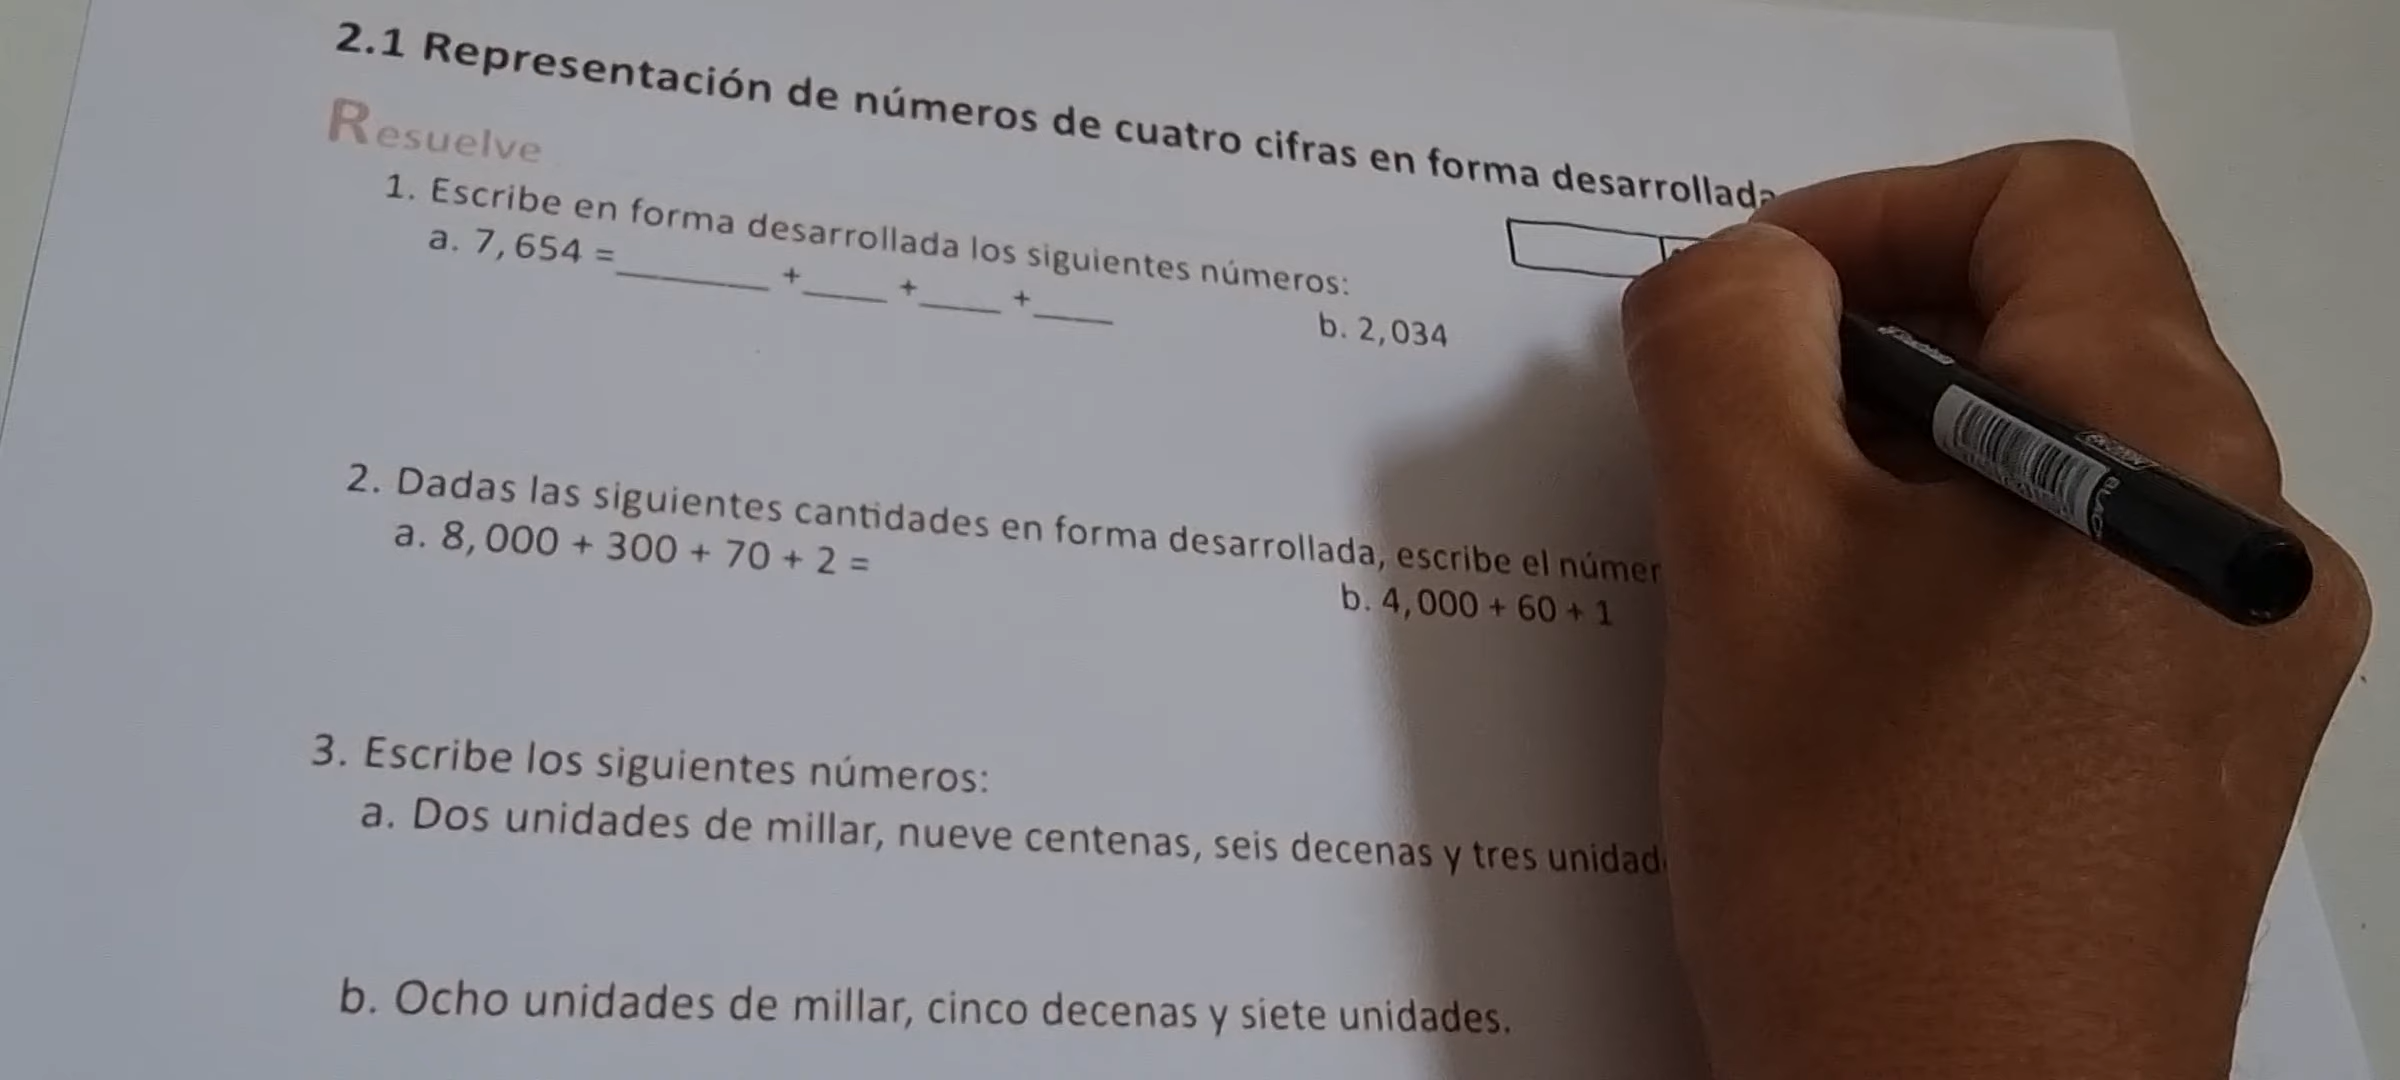 2.1 Representación de números de cuatro cifras en forma desarrollada
Resuelve
1. Escribe en forma desarrollada los siguientes números:
a. 7,654 =________ +____ +____ +____
b. 2,034
2. Dadas las siguientes cantidades en forma desarrollada, escribe el númer
a. 8,000 + 300 + 70 + 2 =
b. 4,000 + 60 + 1
3. Escribe los siguientes números:
a. Dos unidades de millar, nueve centenas, seis decenas y tres unidad
b. Ocho unidades de millar, cinco decenas y siete unidades.